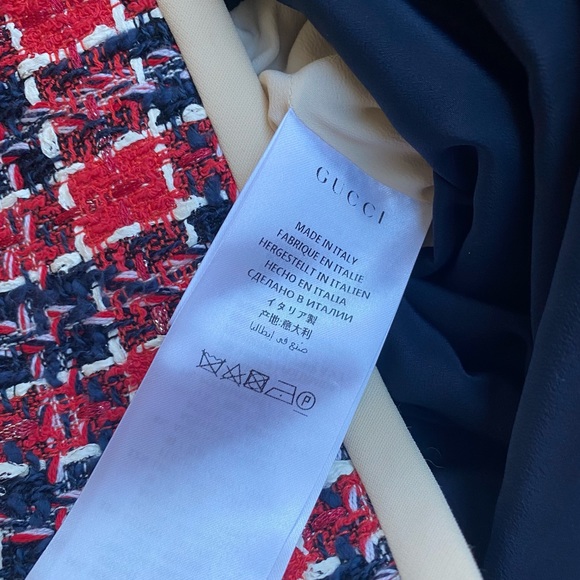 GUCCI
MADE IN ITALY
FABRIQUE EN ITALIE
HERGESTELLT IN ITALIEN
HECHO EN ITALIA
СДЕЛАНО В ИТАЛИИ
イタリア製
产地:意大利
صنع في إيطاليا
P